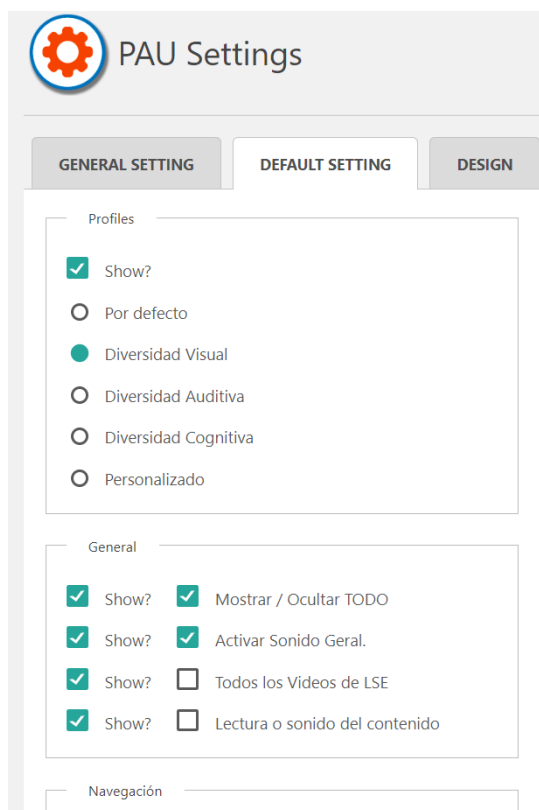 PAU Settings
GENERAL SETTING DEFAULT SETTING DESIGN
Profiles
Show?
Por defecto
Diversidad Visual
Diversidad Auditiva
Diversidad Cognitiva
Personalizado
General
Show? Mostrar / Ocultar TODO
Show? Activar Sonido Geral.
Show? Todos los Videos de LSE
Show? Lectura o sonido del contenido
Navegación